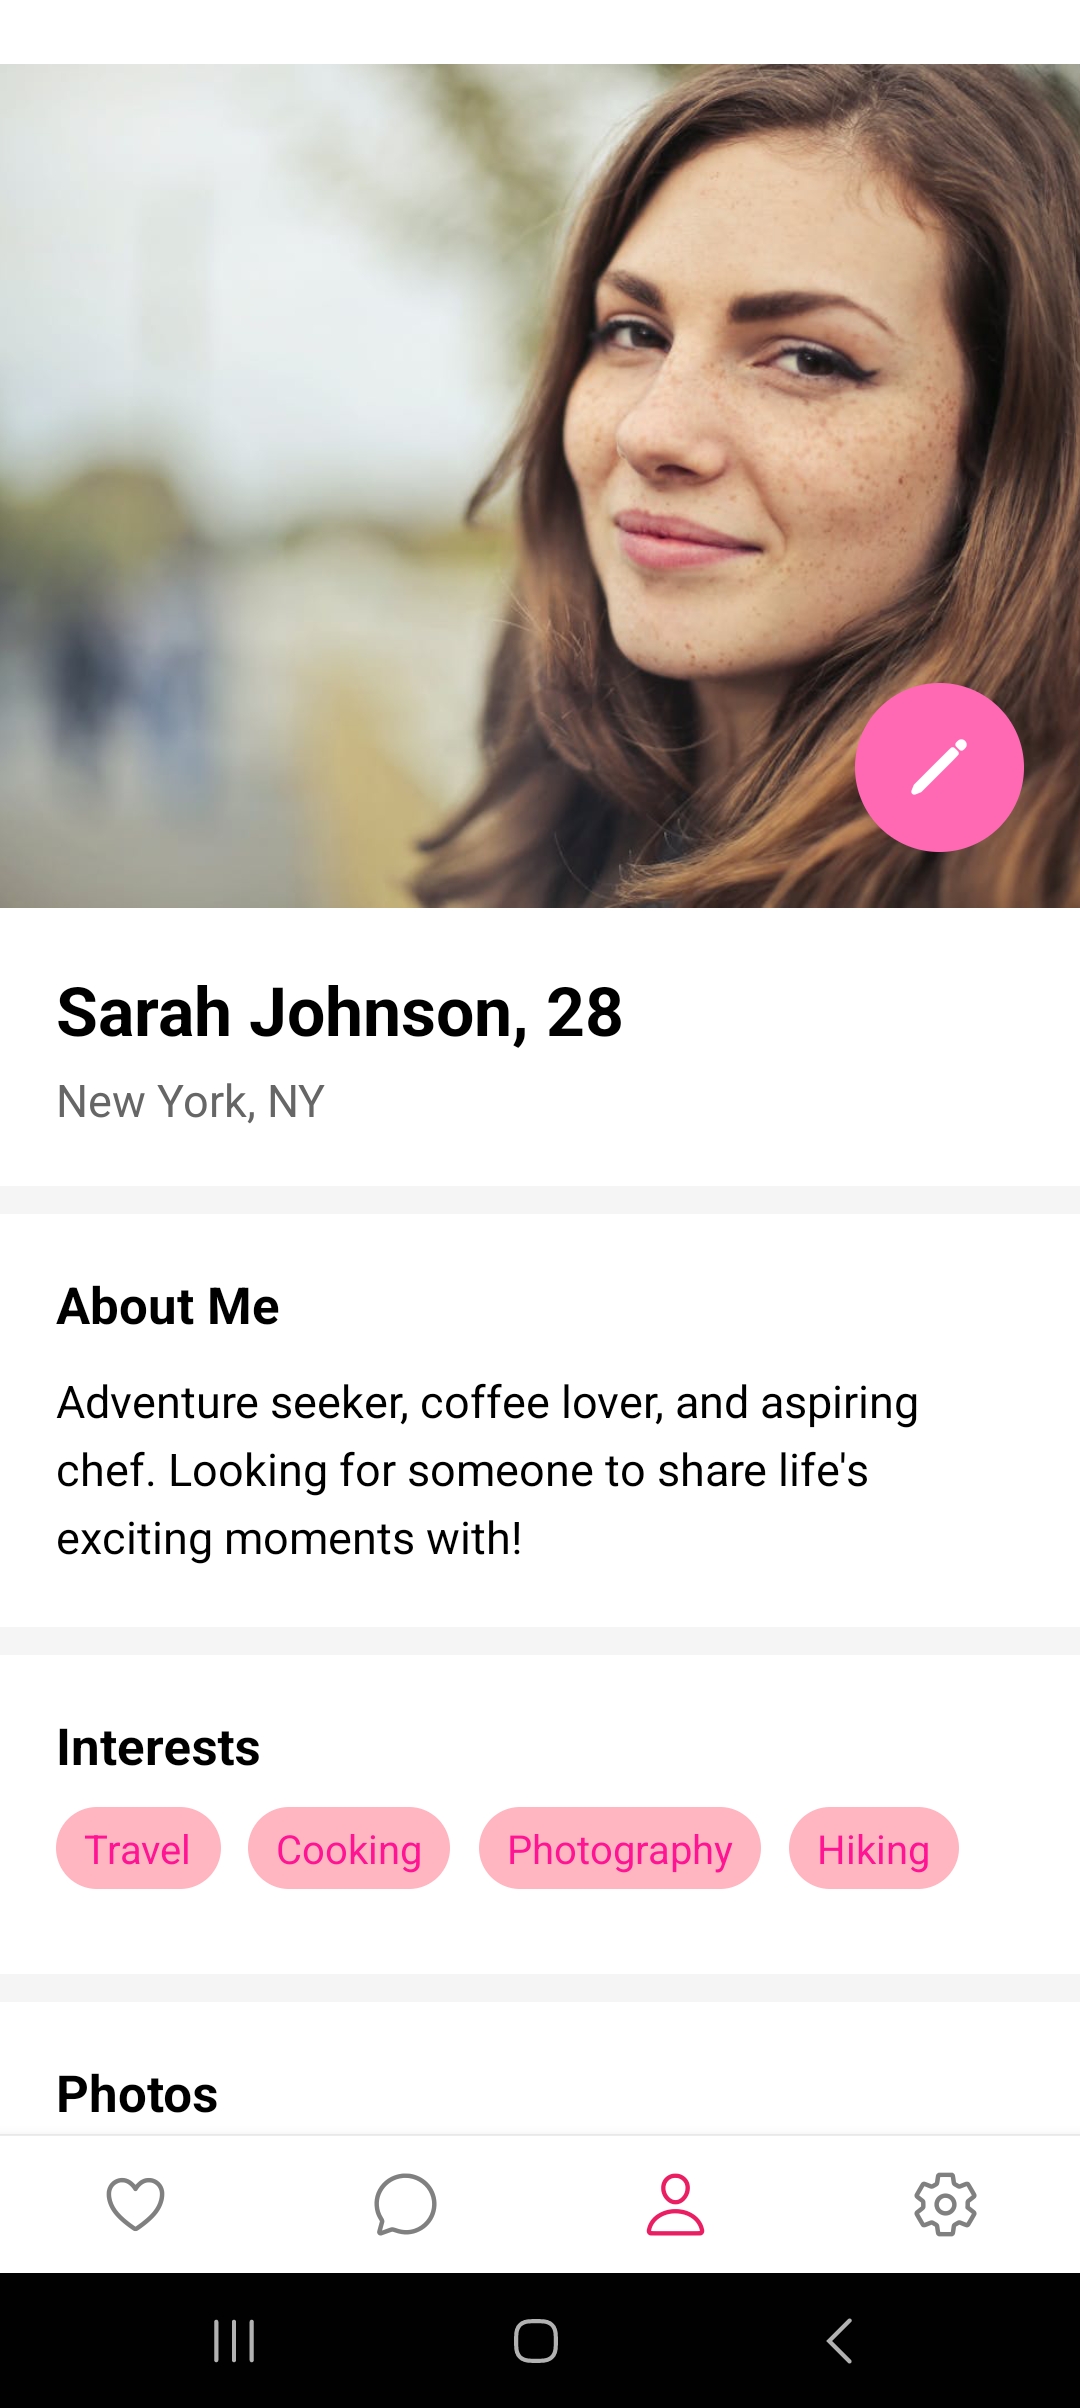 Sarah Johnson, 28
New York, NY
About Me
Adventure seeker, coffee lover, and aspiring
chef. Looking for someone to share life's
exciting moments with!
Interests
Travel Cooking Photography Hiking
Photos